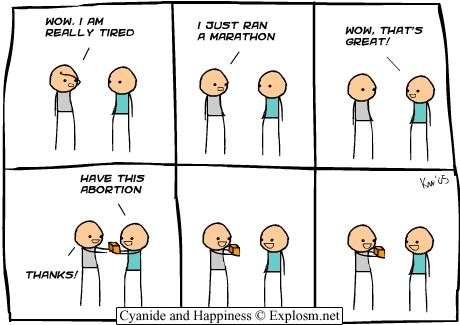 WOW. I AM
REALLY TIRED
I JUST RAN
A MARATHON
WOW, THAT'S
GREAT!
HAVE THIS
ABORTION
THANKS!
Cyanide and Happiness © Explosm.net